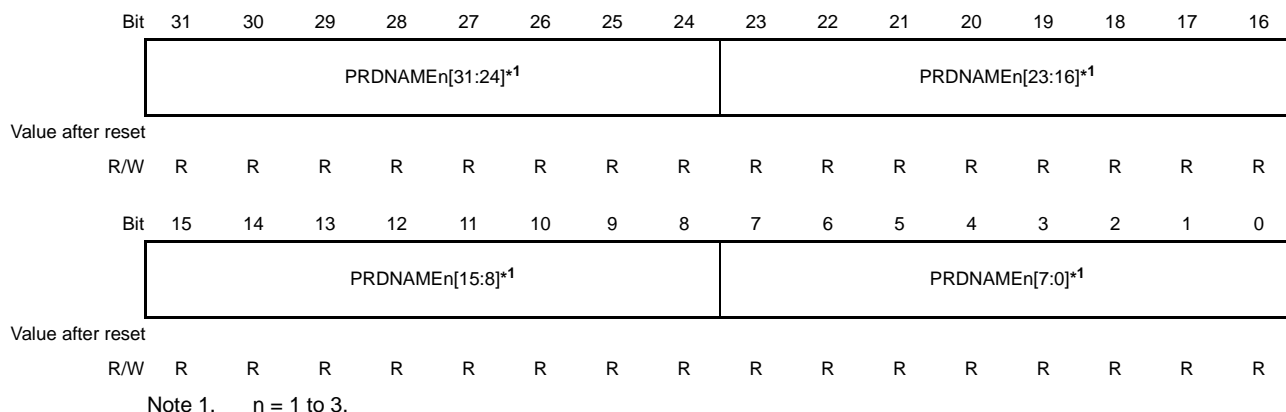 Bit 31 30 29 28 27 26 25 24 23 22 21 20 19 18 17 16
PRDNAMEn[31:24]*1 PRDNAMEn[23:16]*1
Value after reset
R/W R R R R R R R R R R R R R R R R
Bit 15 14 13 12 11 10 9 8 7 6 5 4 3 2 1 0
PRDNAMEn[15:8]*1 PRDNAMEn[7:0]*1
Value after reset
R/W R R R R R R R R R R R R R R R R
Note 1. n = 1 to 3.